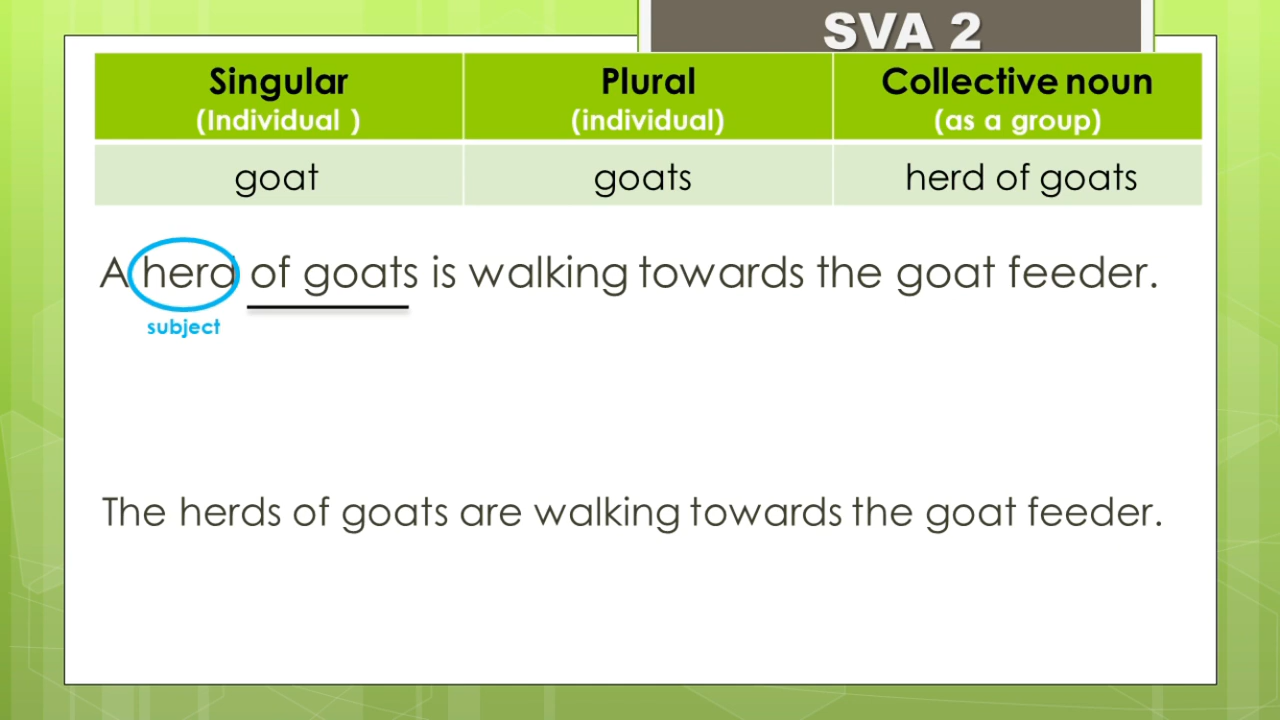 SVA 2
Singular Plural Collective noun
(Individual ) (individual) (as a group)
goat goats herd of goats
A herd of goats is walking towards the goat feeder.
subject
The herds of goats are walking towards the goat feeder.